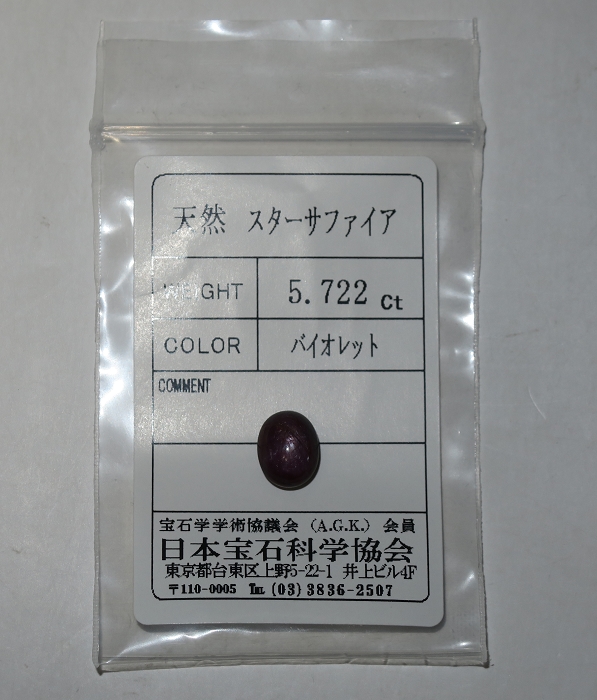 天然 スターサファイア
WEIGHT 5.722 Ct
COLOR バイオレット
COMMENT
宝石学学術協議会 (A.G.K.) 会員
日本宝石科学協会
東京都台東区上野5-22-1 井上ビル4F
〒110-0005 TEL (03) 3836-2507